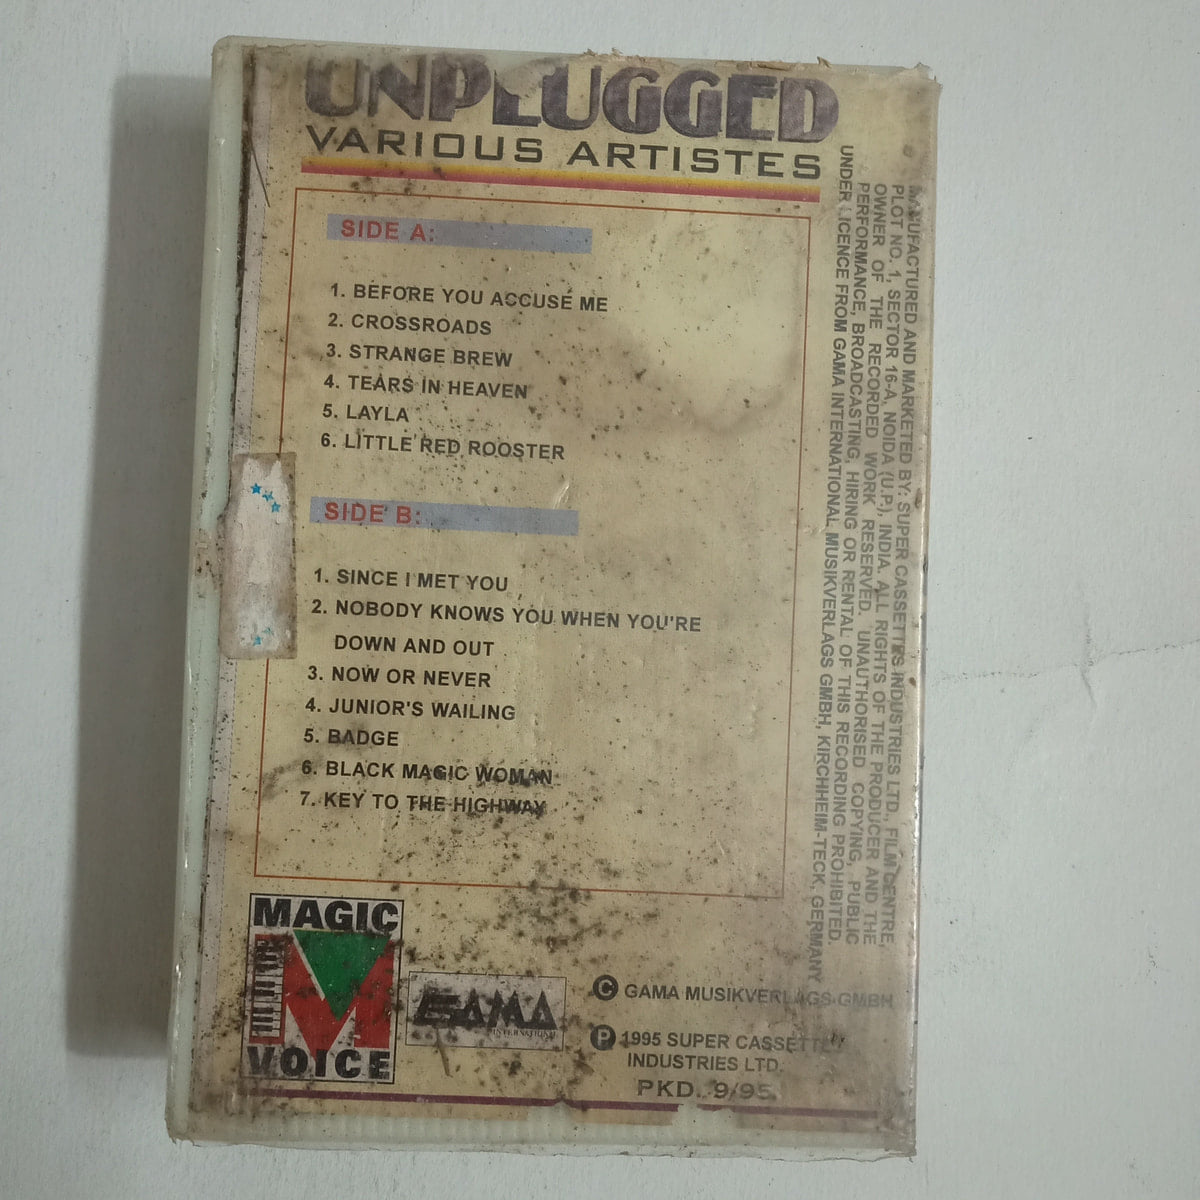 UNPLUGGED
VARIOUS ARTISTES
SIDE A:
1. BEFORE YOU ACCUSE ME
2. CROSSROADS
3. STRANGE BREW
4. TEARS IN HEAVEN
5. LAYLA
6. LITTLE RED ROOSTER
SIDE B:
1. SINCE I MET YOU
2. NOBODY KNOWS YOU WHEN YOU'RE
DOWN AND OUT
3. NOW OR NEVER
4. JUNIOR'S WAILING
5. BADGE
6. BLACK MAGIC WOMAN
7. KEY TO THE HIGHWAY
MAGIC
VOICE
GAMA
INTERNATIONAL
© GAMA MUSIKVERLAGS GMBH
℗ 1995 SUPER CASSETTES
INDUSTRIES LTD.
PKD. 9/95
MANUFACTURED AND MARKETED BY: SUPER CASSETTES INDUSTRIES LTD., FILM CENTRE,
PLOT NO. 1, SECTOR 16-A, NOIDA (U.P.), INDIA. ALL RIGHTS OF THE PRODUCER AND THE
OWNER OF THE RECORDED WORK RESERVED. UNAUTHORISED COPYING, PUBLIC
PERFORMANCE, BROADCASTING, HIRING OR RENTAL OF THIS RECORDING PROHIBITED.
UNDER LICENCE FROM GAMA INTERNATIONAL MUSIKVERLAGS GMBH, KIRCHHEIM-TECK, GERMANY